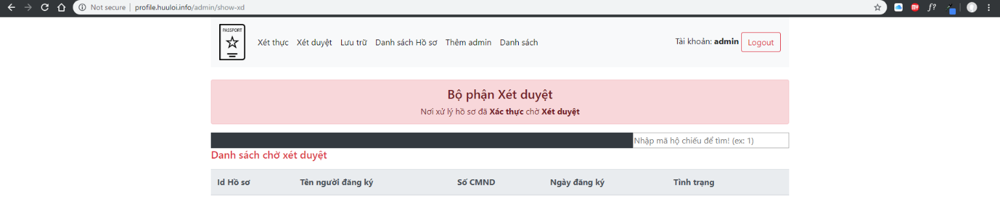 Not secure | profile.huuloi.info/admin/show-xd
PASSPORT
Xét thực Xét duyệt Lưu trữ Danh sách Hồ sơ Thêm admin Danh sách Tài khoản: admin Logout
Bộ phận Xét duyệt
Nơi xử lý hồ sơ đã Xác thực chờ Xét duyệt
Nhập mã hộ chiếu để tìm! (ex: 1)
Danh sách chờ xét duyệt
Id Hồ sơ Tên người đăng ký Số CMND Ngày đăng ký Tình trạng